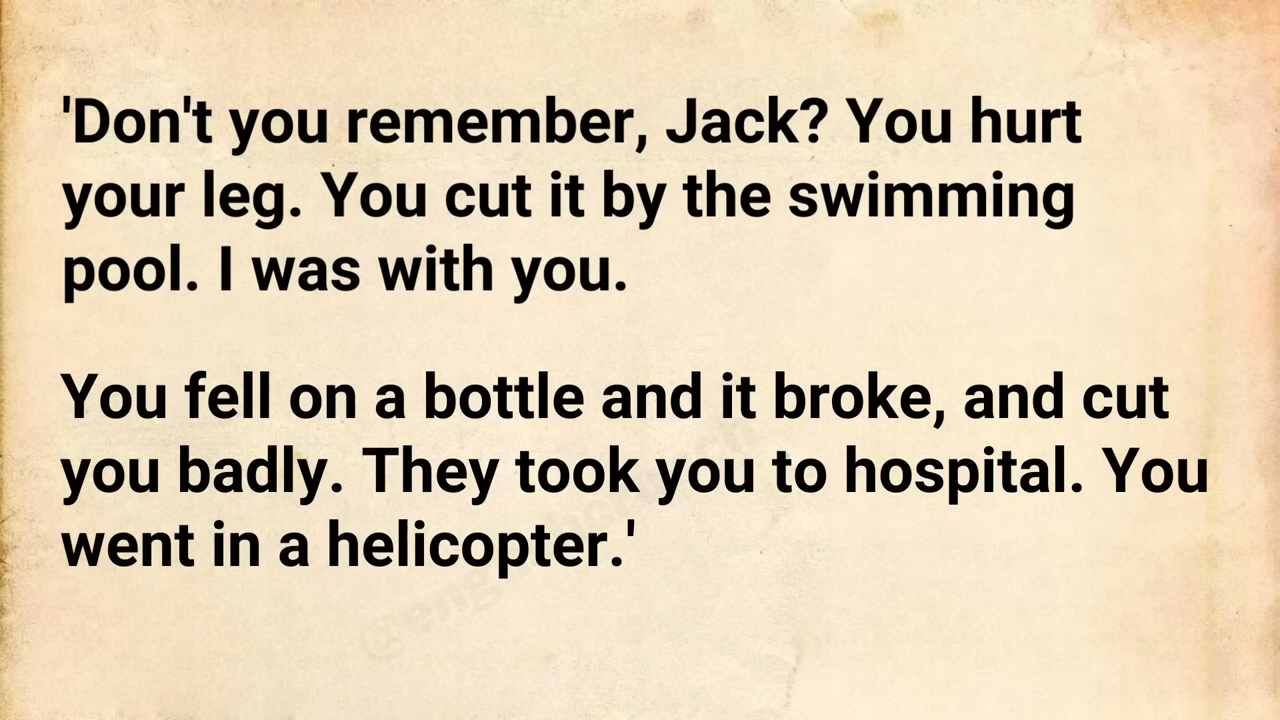 'Don't you remember, Jack? You hurt
your leg. You cut it by the swimming
pool. I was with you.
You fell on a bottle and it broke, and cut
you badly. They took you to hospital. You
went in a helicopter.'